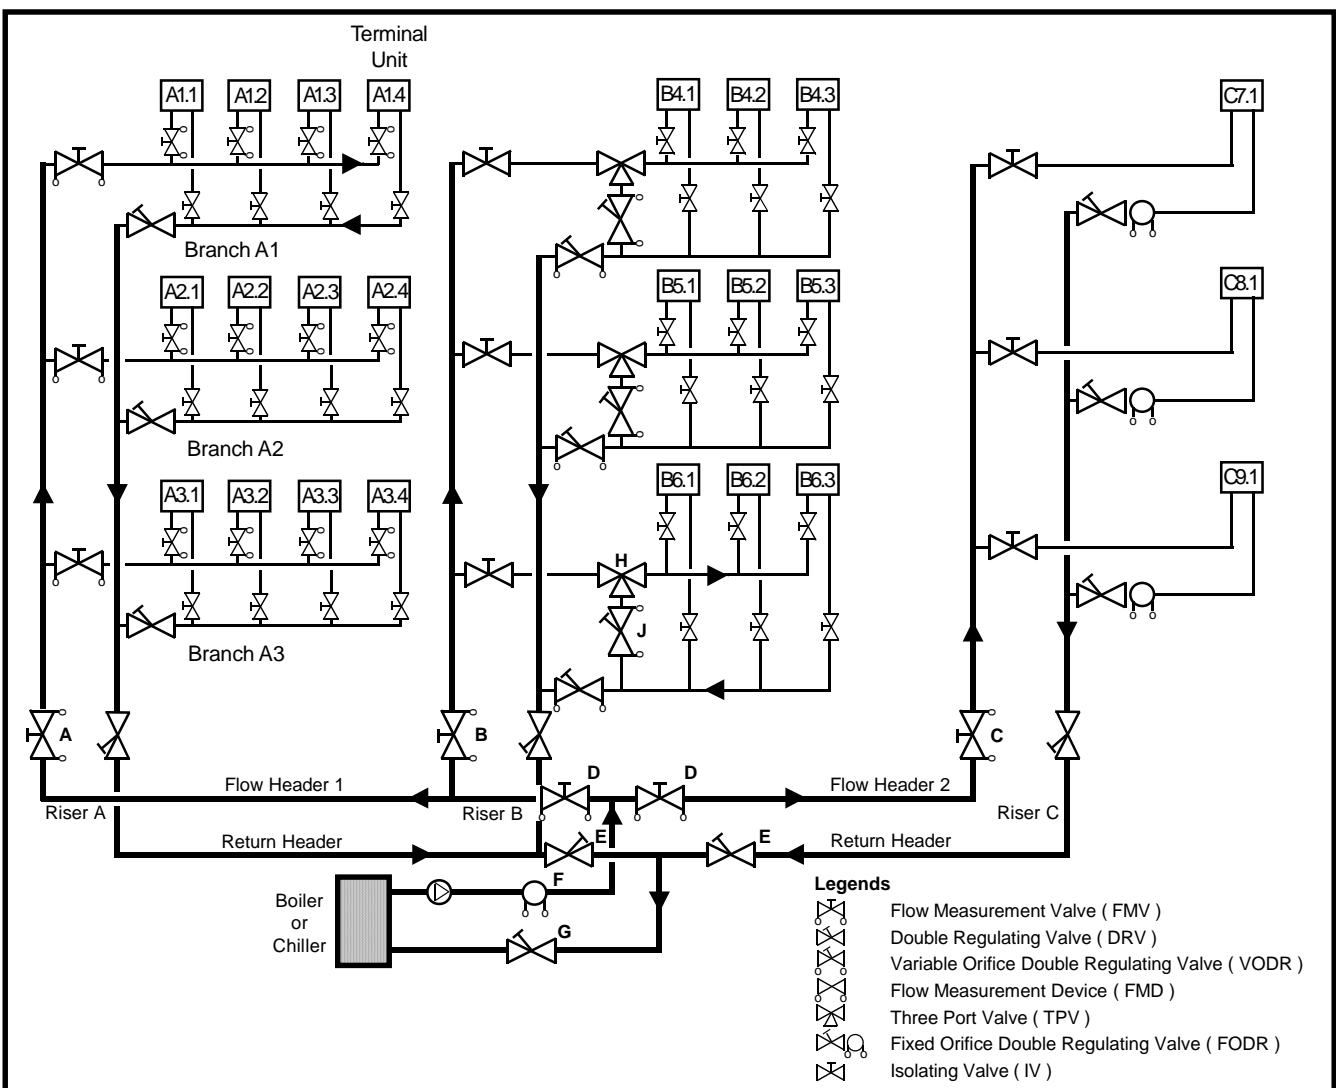 Terminal
Unit
A1.1 A1.2 A1.3 A1.4 B4.1 B4.2 B4.3 C7.1
Branch A1
A2.1 A2.2 A2.3 A2.4 B5.1 B5.2 B5.3 C8.1
Branch A2
A3.1 A3.2 A3.3 A3.4 B6.1 B6.2 B6.3 C9.1
H
J
Branch A3
A B C
D D
Flow Header 1 Flow Header 2
Riser A Riser B Riser C
E E
Return Header Return Header
F
Boiler
or
Chiller
G
Legends
Flow Measurement Valve ( FMV )
Double Regulating Valve ( DRV )
Variable Orifice Double Regulating Valve ( VODR )
Flow Measurement Device ( FMD )
Three Port Valve ( TPV )
Fixed Orifice Double Regulating Valve ( FODR )
Isolating Valve ( IV )